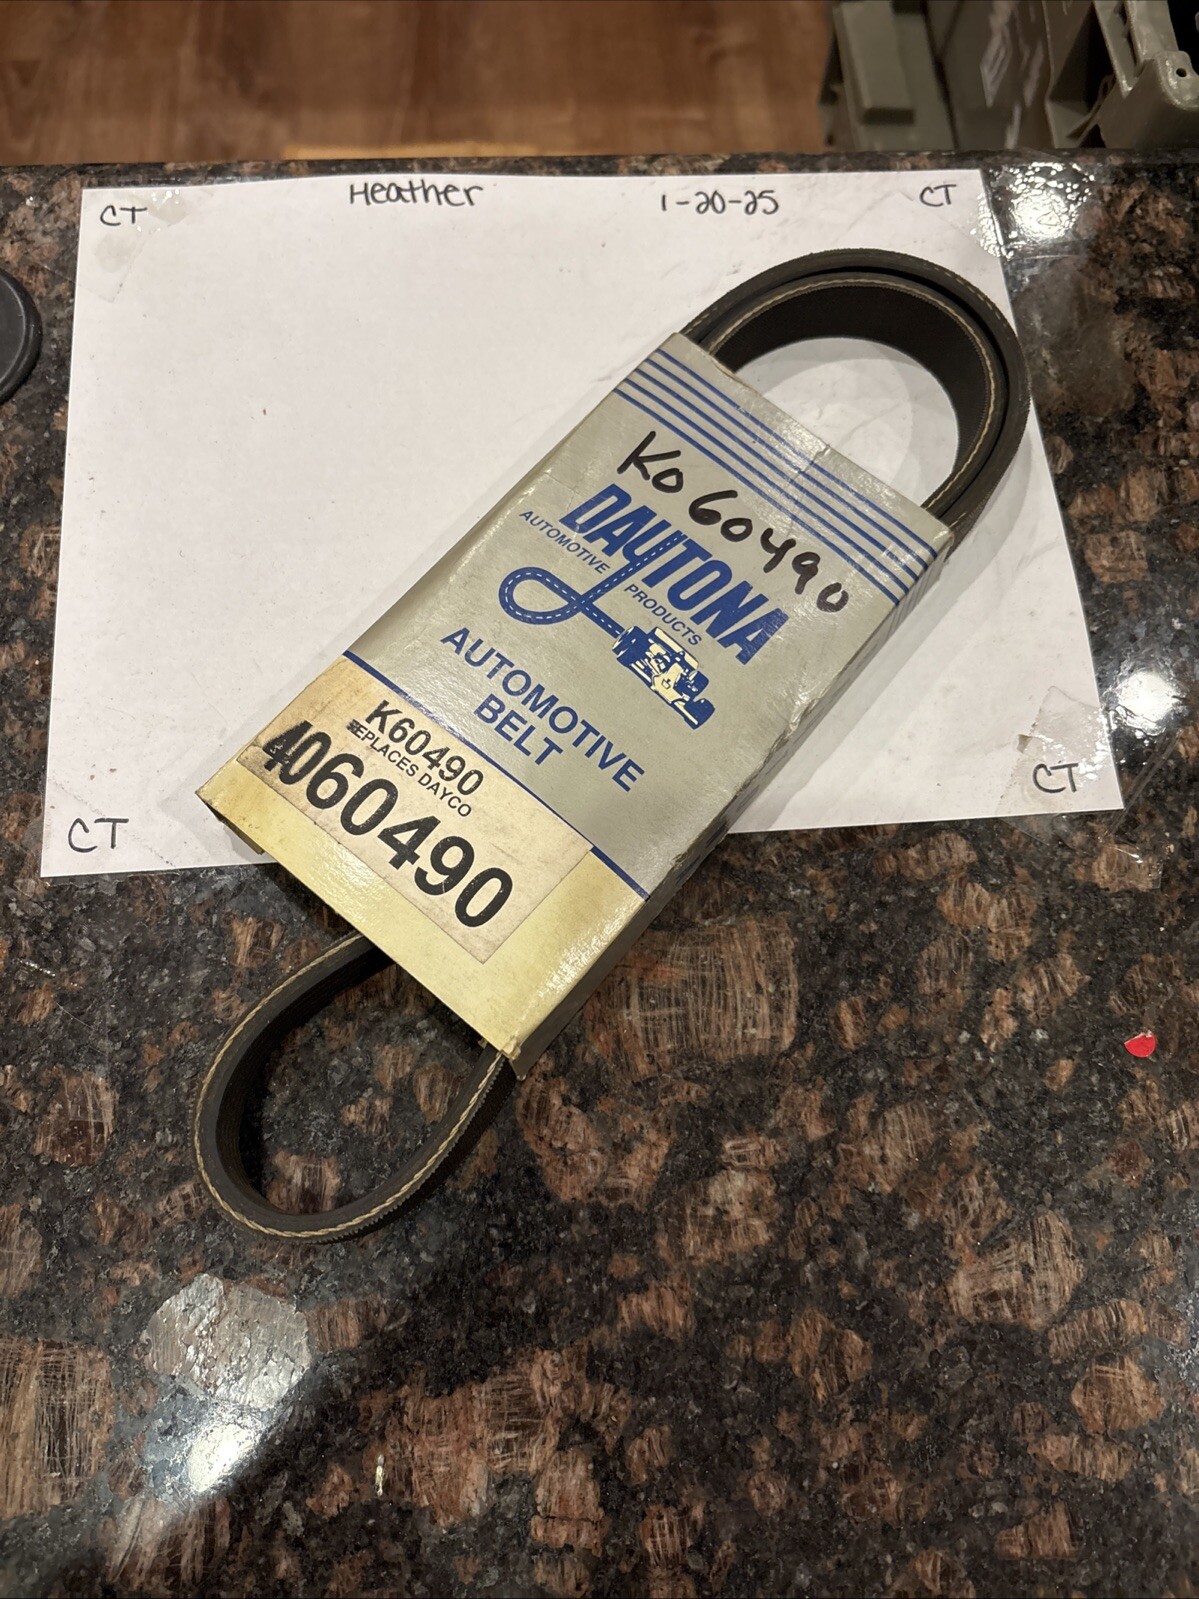 CT
Heather
1-20-25
CT
K060490
DAYTONA
AUTOMOTIVE PRODUCTS
AUTOMOTIVE
BELT
K60490
REPLACES DAYCO
4060490
CT
CT